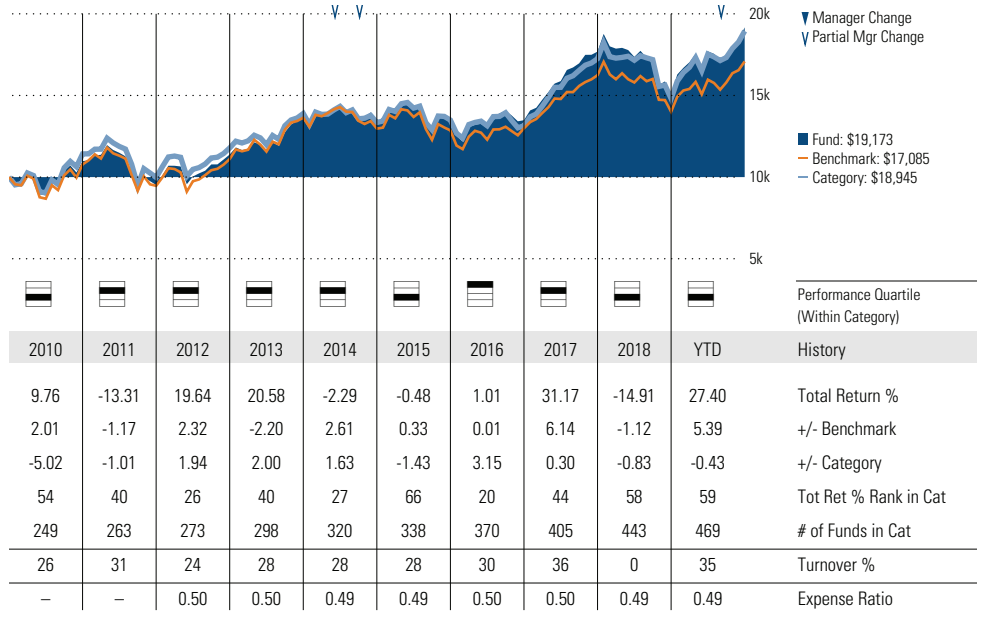 20k
Manager Change
Partial Mgr Change
15k
Fund: $19,173
Benchmark: $17,085
10k
Category: $18,945
5k
Performance Quartile
(Within Category)
2010 2011 2012 2013 2014 2015 2016 2017 2018 YTD History
9.76 -13.31 19.64 20.58 -2.29 -0.48 1.01 31.17 -14.91 27.40 Total Return %
2.01 -1.17 2.32 -2.20 2.61 0.33 0.01 6.14 -1.12 5.39 +/- Benchmark
-5.02 -1.01 1.94 2.00 1.63 -1.43 3.15 0.30 -0.83 -0.43 +/- Category
54 40 26 40 27 66 20 44 58 59 Tot Ret % Rank in Cat
249 263 273 298 320 338 370 405 443 469 # of Funds in Cat
26 31 24 28 28 28 30 36 0 35 Turnover %
– – 0.50 0.50 0.49 0.49 0.50 0.50 0.49 0.49 Expense Ratio